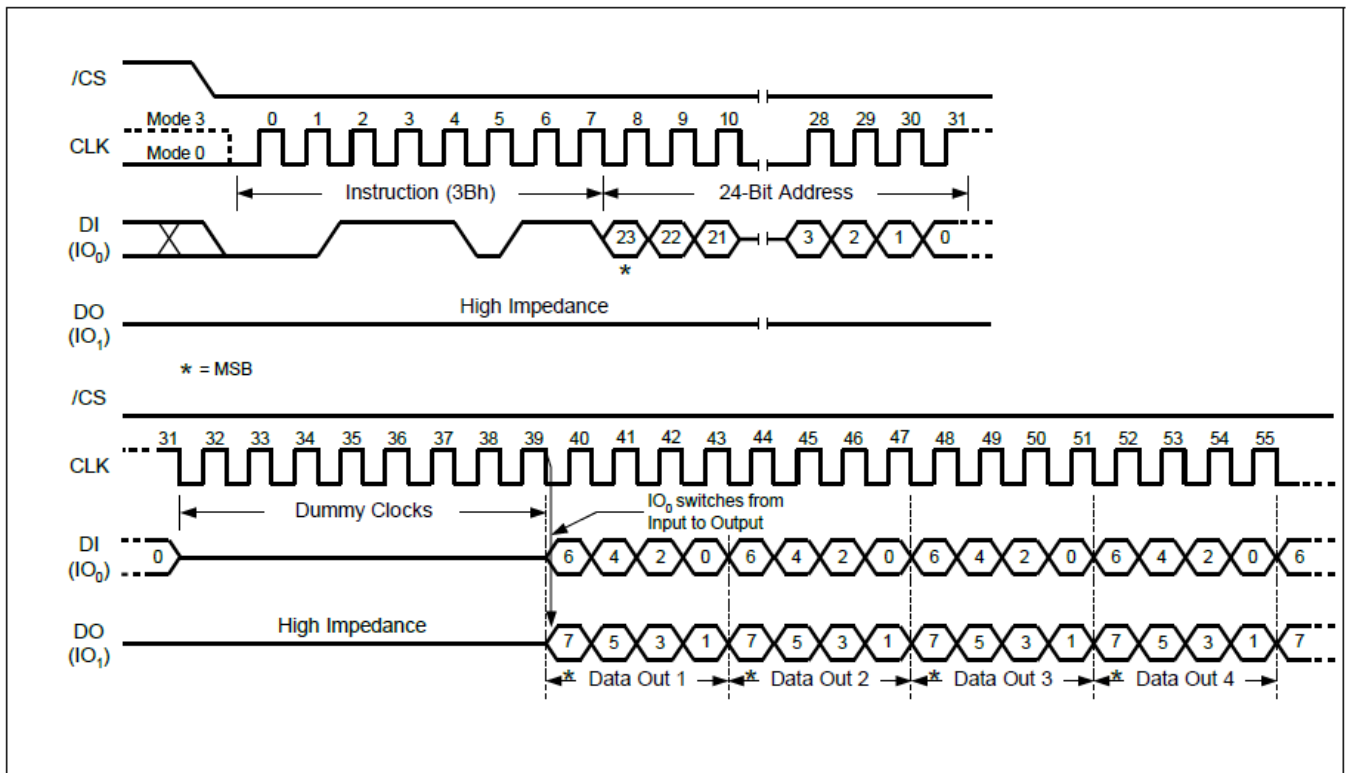 /CS
Mode 3 0 1 2 3 4 5 6 7 8 9 10 28 29 30 31
CLK
Mode 0
Instruction (3Bh) 24-Bit Address
DI
(IO0) 23 22 21 3 2 1 0
*
DO High Impedance
(IO1)
* = MSB
/CS
31 32 33 34 35 36 37 38 39 40 41 42 43 44 45 46 47 48 49 50 51 52 53 54 55
CLK
Dummy Clocks
IO0 switches from
Input to Output
DI
(IO0) 0 6 4 2 0 6 4 2 0 6 4 2 0 6 4 2 0 6
DO High Impedance
(IO1) 7 5 3 1 7 5 3 1 7 5 3 1 7 5 3 1 7
* Data Out 1 * Data Out 2 * Data Out 3 * Data Out 4